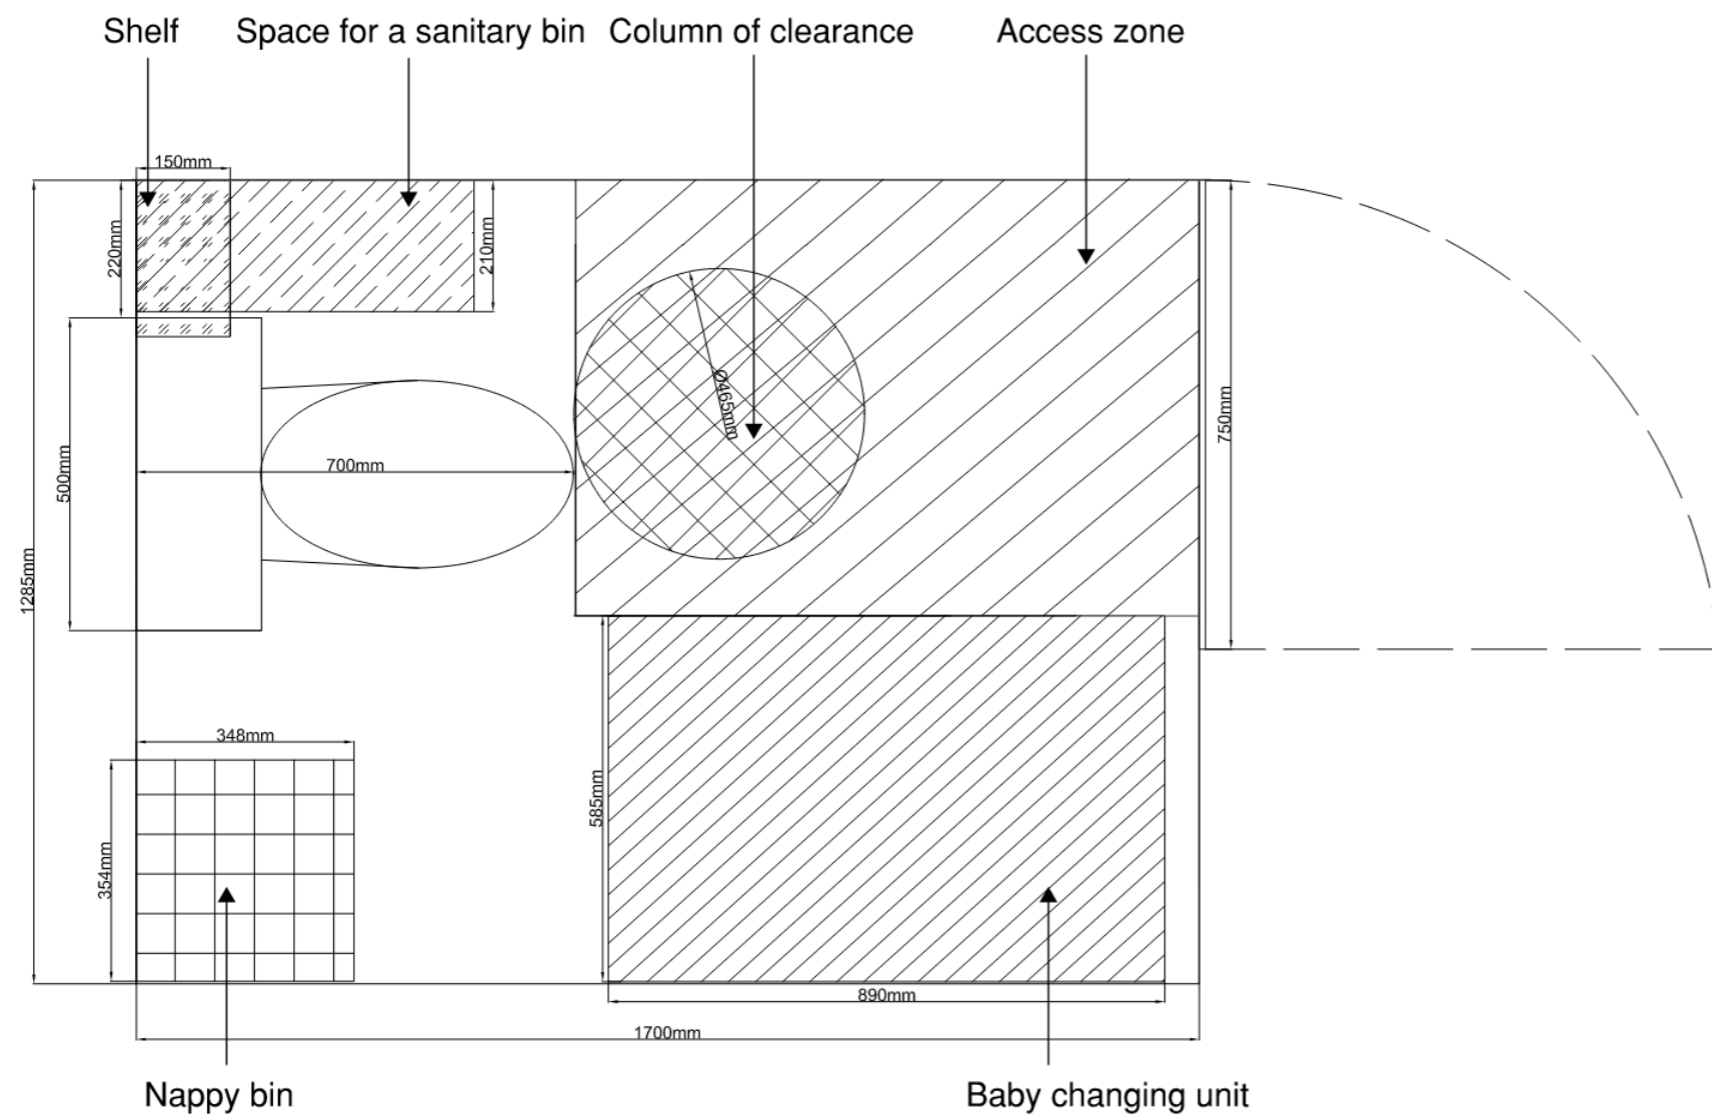 Shelf
Space for a sanitary bin
Column of clearance
Access zone
150mm
220mm
210mm
Ø465mm
750mm
500mm
700mm
1285mm
348mm
354mm
585mm
890mm
1700mm
Nappy bin
Baby changing unit